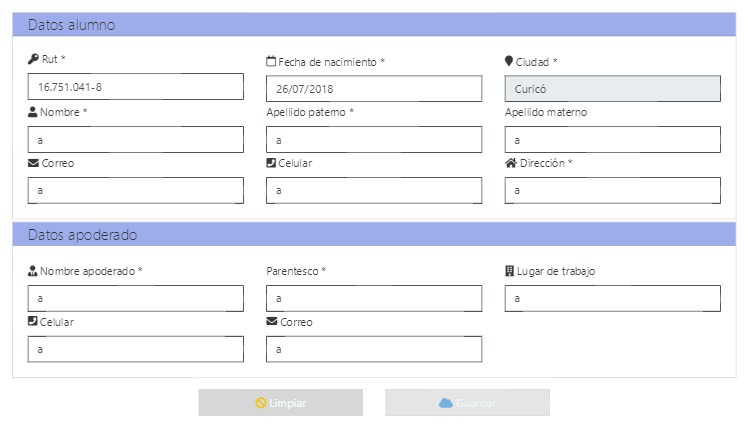 Datos alumno
Rut * Fecha de nacimiento * Ciudad *
16.751.041-8 26/07/2018 Curicó
Nombre * Apellido paterno * Apellido materno
a a a
Correo Celular Dirección *
a a a
Datos apoderado
Nombre apoderado * Parentesco * Lugar de trabajo
a a a
Celular Correo
a a
Limpiar Guardar